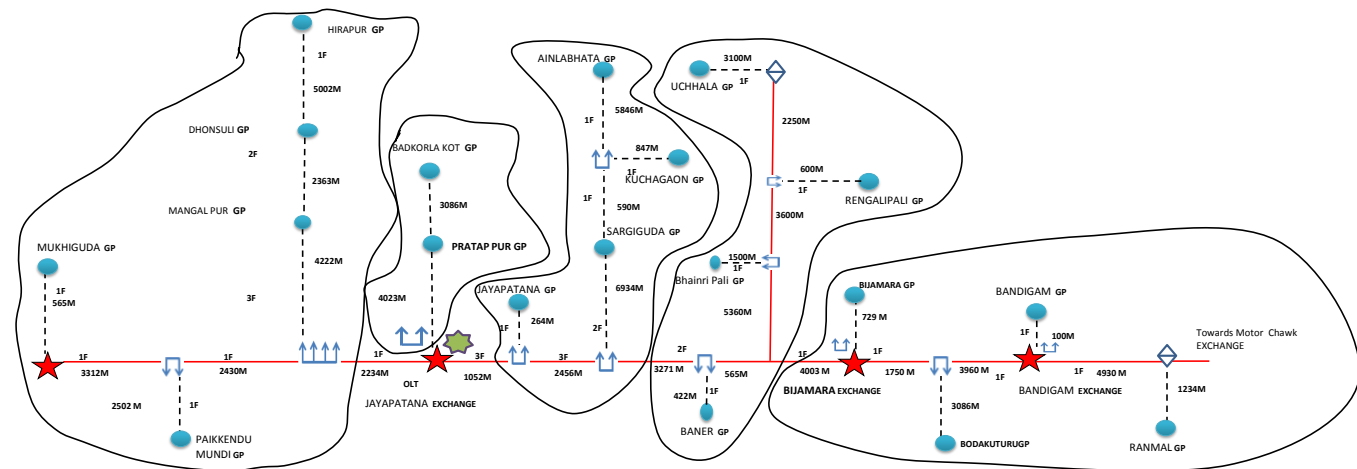 HIRAPUR GP
1F
5002M
DHONSULI GP
2F
2363M
MANGAL PUR GP
4222M
3F
MUKHIGUDA GP
1F
565M
1F
3312M
1F
2430M
2502 M
1F
PAIKKENDU
MUNDI GP
BADKORLA KOT GP
3086M
PRATAP PUR GP
4023M
1F
2234M
OLT
JAYAPATANA EXCHANGE
3F
1052M
AINLABHATA GP
5846M
1F
847M
1F
KUCHAGAON GP
1F
590M
SARGIGUDA GP
6934M
2F
JAYAPATANA GP
1F
264M
3F
2456M
3100M
1F
UCHHALA GP
2250M
600M
1F
RENGALIPALI GP
3600M
1500M
1F
Bhainri Pali GP
5360M
2F
3271 M
565M
422M
1F
BANER GP
BIJAMARA GP
729 M
1F
4003 M
1F
1750 M
BIJAMARA EXCHANGE
3960 M
1F
3086M
BODAKUTURUGP
BANDIGAM GP
1F
100M
BANDIGAM EXCHANGE
1F
4930 M
Towards Motor Chawk
EXCHANGE
1234M
RANMAL GP